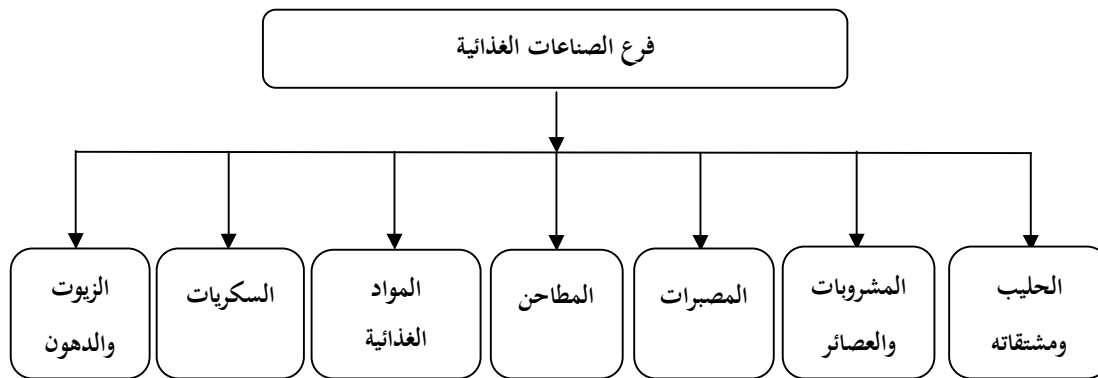 فرع الصناعات الغذائية
الحليب
ومشتقاته
المشروبات
والعصائر
المصبرات
المطاحن
المواد
الغذائية
السكريات
الزيوت
والدهون